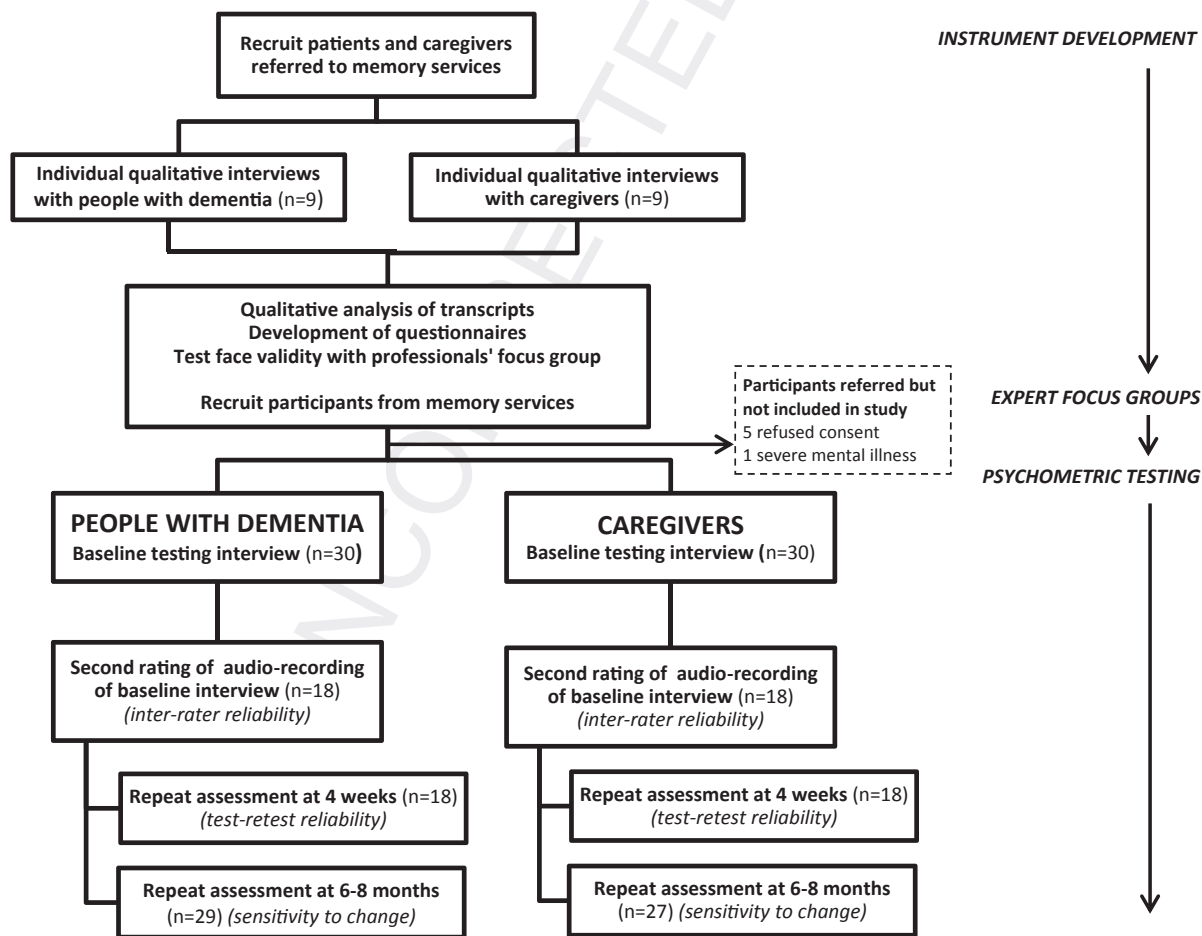 Recruit patients and caregivers
referred to memory services
INSTRUMENT DEVELOPMENT
Individual qualitative interviews
with people with dementia (n=9)
Individual qualitative interviews
with caregivers (n=9)
Qualitative analysis of transcripts
Development of questionnaires
Test face validity with professionals' focus group
Recruit participants from memory services
Participants referred but
not included in study
5 refused consent
1 severe mental illness
EXPERT FOCUS GROUPS
PSYCHOMETRIC TESTING
PEOPLE WITH DEMENTIA
Baseline testing interview (n=30)
CAREGIVERS
Baseline testing interview (n=30)
Second rating of audio-recording
of baseline interview (n=18)
(inter-rater reliability)
Second rating of audio-recording
of baseline interview (n=18)
(inter-rater reliability)
Repeat assessment at 4 weeks (n=18)
(test-retest reliability)
Repeat assessment at 4 weeks (n=18)
(test-retest reliability)
Repeat assessment at 6-8 months
(n=29) (sensitivity to change)
Repeat assessment at 6-8 months
(n=27) (sensitivity to change)